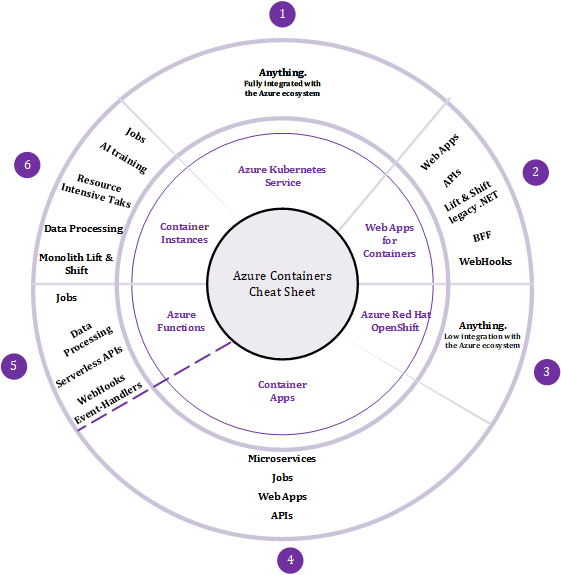 1
Anything.
Fully integrated with
the Azure ecosystem
Azure Kubernetes
Service
2
Web Apps
APIs
Lift & Shift
legacy .NET
BFF
WebHooks
Web Apps
for
Containers
3
Anything.
Low integration with
the Azure ecosystem
Azure Red Hat
OpenShift
4
Container
Apps
Microservices
Jobs
Web Apps
APIs
5
Azure
Functions
Jobs
Data
Processing
Serverless APIs
WebHooks
Event-Handlers
6
Jobs
AI training
Resource
Intensive Taks
Data Processing
Monolith Lift &
Shift
Container
Instances
Azure Containers
Cheat Sheet